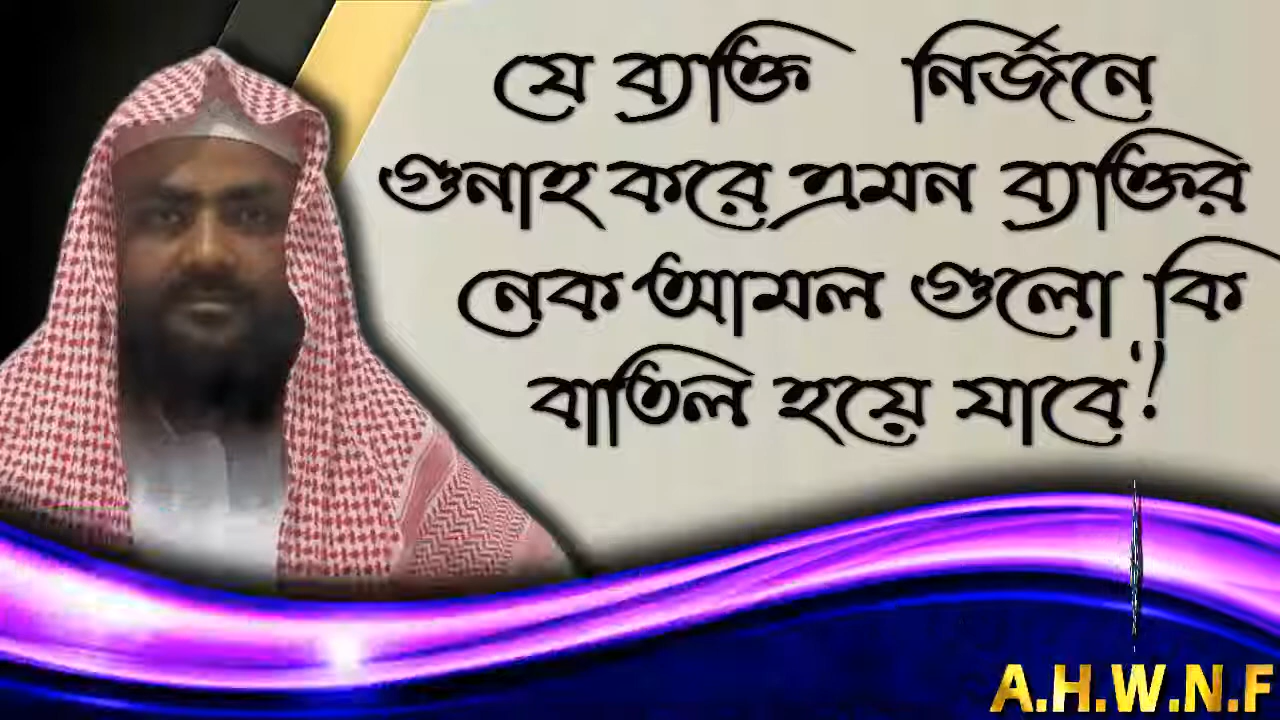 যে ব্যক্তি নির্জনে
গুনাহ করে এমন ব্যক্তির
নেক আমল গুলো কি
বাতিল হয়ে যাবে?
A.H.W.N.F